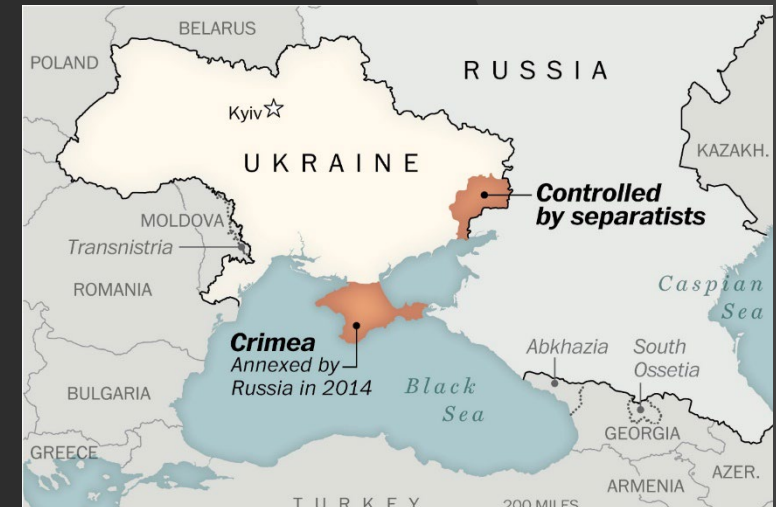 BELARUS
POLAND
RUSSIA
Kyiv
KAZAKH.
UKRAINE
Controlled
by separatists
MOLDOVA
Transnistria
ROMANIA
Caspian
Sea
Crimea
Annexed by
Russia in 2014
Abkhazia
South
Ossetia
Black
Sea
BULGARIA
GEORGIA
GREECE
AZER.
ARMENIA
TURKEY
200 MILES